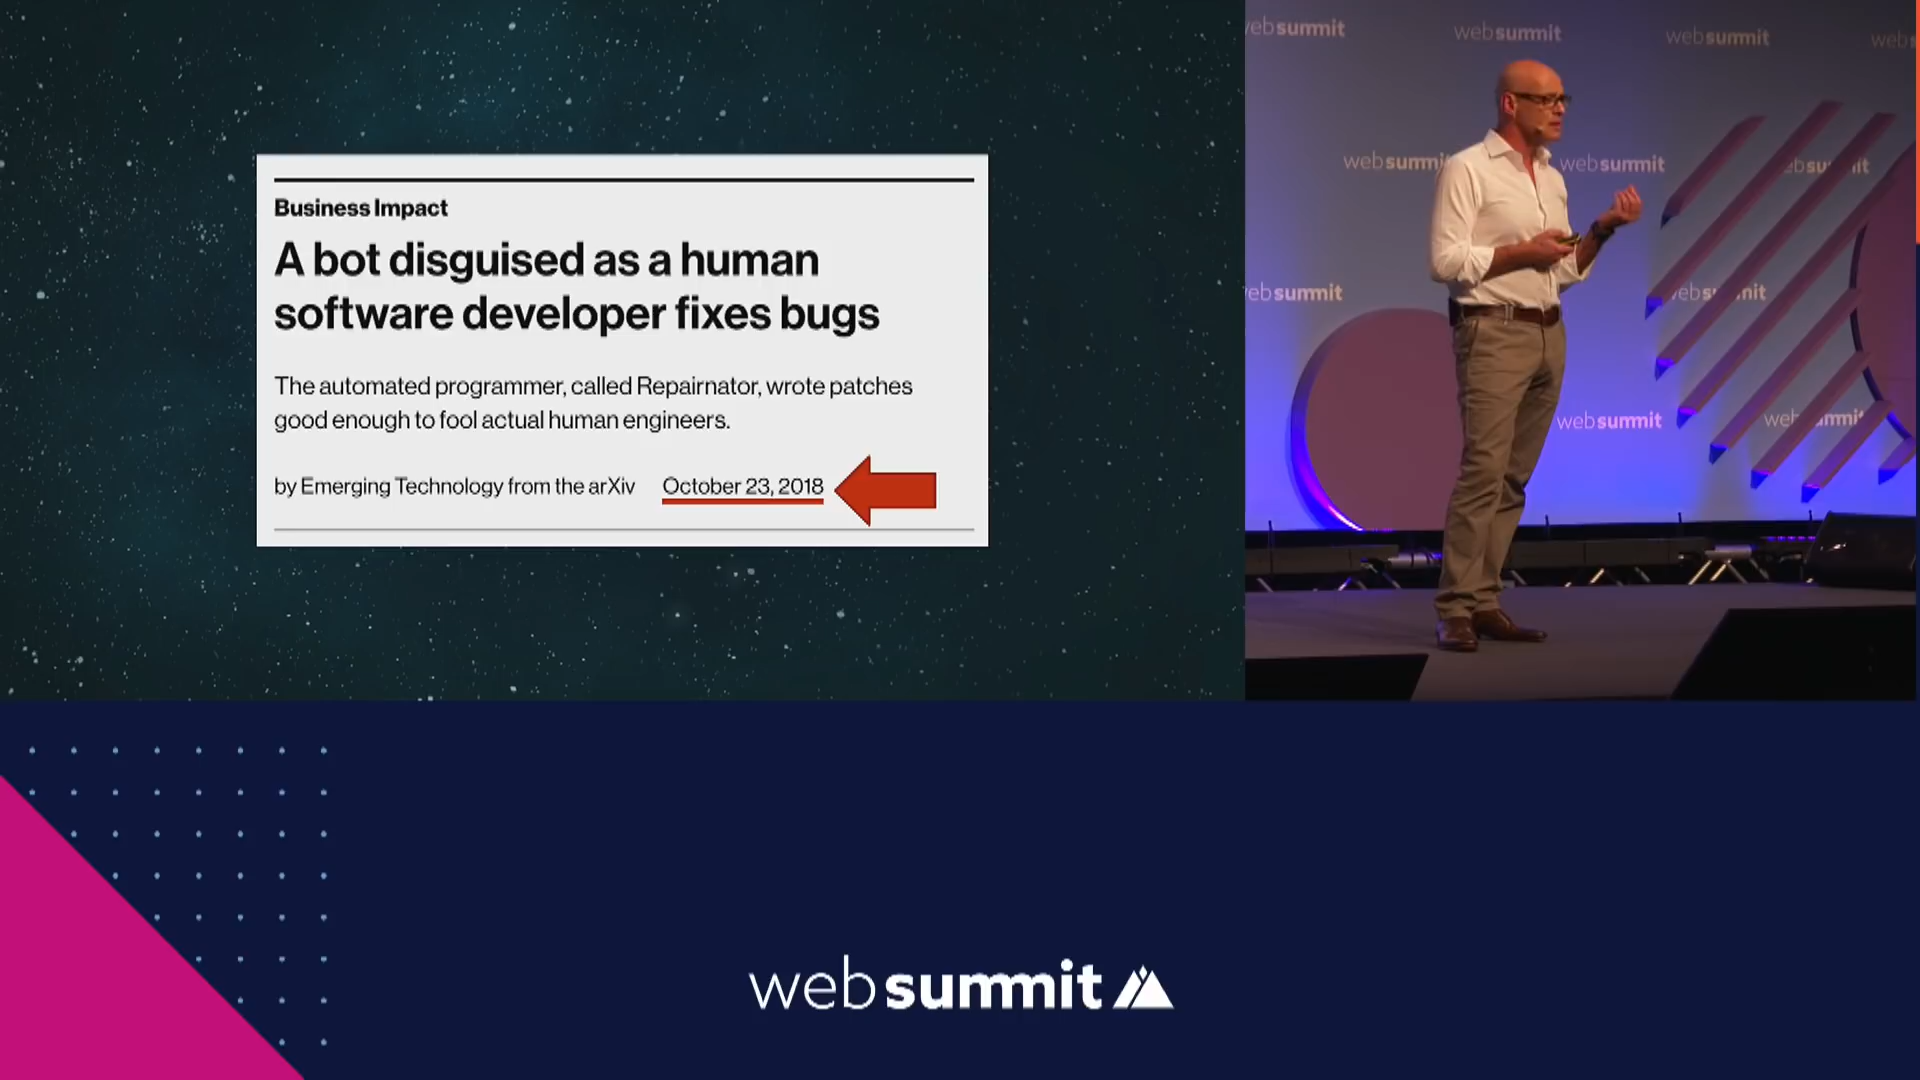 Business Impact
A bot disguised as a human
software developer fixes bugs
The automated programmer, called Repairnator, wrote patches
good enough to fool actual human engineers.
by Emerging Technology from the arXiv October 23, 2018
websummit websummit websummit
websummit websummit
websummit
websummit
websummit